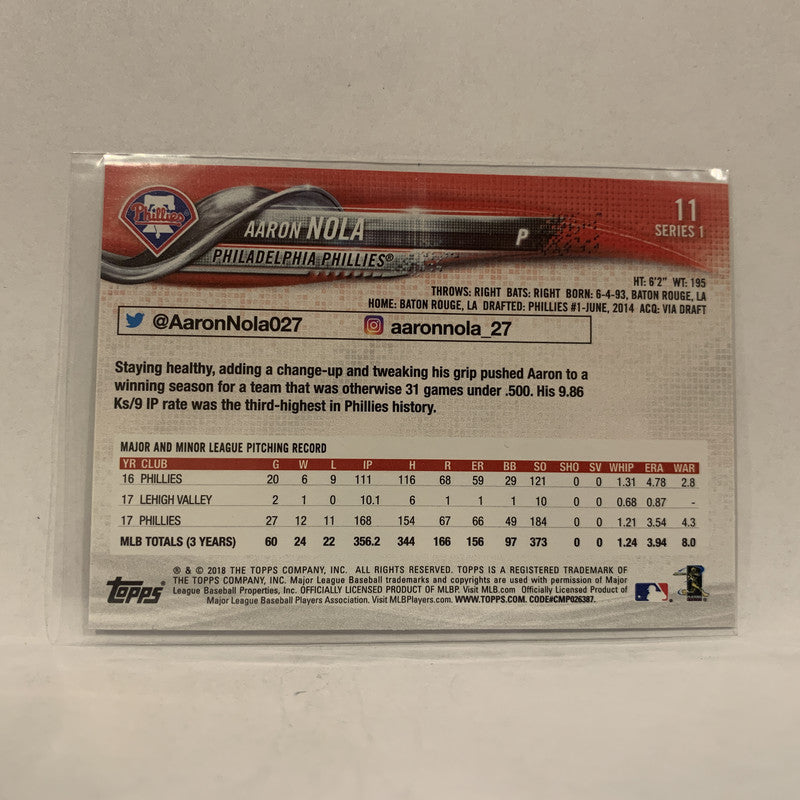 Phillies
AARON NOLA
P
11
SERIES 1
PHILADELPHIA PHILLIES®
HT: 6'2" WT: 195
THROWS: RIGHT BATS: RIGHT BORN: 6-4-93, BATON ROUGE, LA
HOME: BATON ROUGE, LA DRAFTED: PHILLIES #1-JUNE, 2014 ACQ: VIA DRAFT
@AaronNola027 aaronnola_27
Staying healthy, adding a change-up and tweaking his grip pushed Aaron to a
winning season for a team that was otherwise 31 games under .500. His 9.86
Ks/9 IP rate was the third-highest in Phillies history.
MAJOR AND MINOR LEAGUE PITCHING RECORD
YR CLUB G W L IP H R ER BB SO SHO SV WHIP ERA WAR
16 PHILLIES 20 6 9 111 116 68 59 29 121 0 0 1.31 4.78 2.8
17 LEHIGH VALLEY 2 1 0 10.1 6 1 1 1 10 0 0 0.68 0.87 -
17 PHILLIES 27 12 11 168 154 67 66 49 184 0 0 1.21 3.54 4.3
MLB TOTALS (3 YEARS) 60 24 22 356.2 344 166 156 97 373 0 0 1.24 3.94 8.0
® & © 2018 THE TOPPS COMPANY, INC. ALL RIGHTS RESERVED. TOPPS IS A REGISTERED TRADEMARK OF
THE TOPPS COMPANY, INC. Major League Baseball trademarks and copyrights are used with permission of Major
League Baseball Properties, Inc. OFFICIALLY LICENSED PRODUCT OF MLBP. Visit MLB.com Officially Licensed Product of
Major League Baseball Players Association. Visit MLBPlayers.com. WWW.TOPPS.COM. CODE#CMP026387.
Topps®